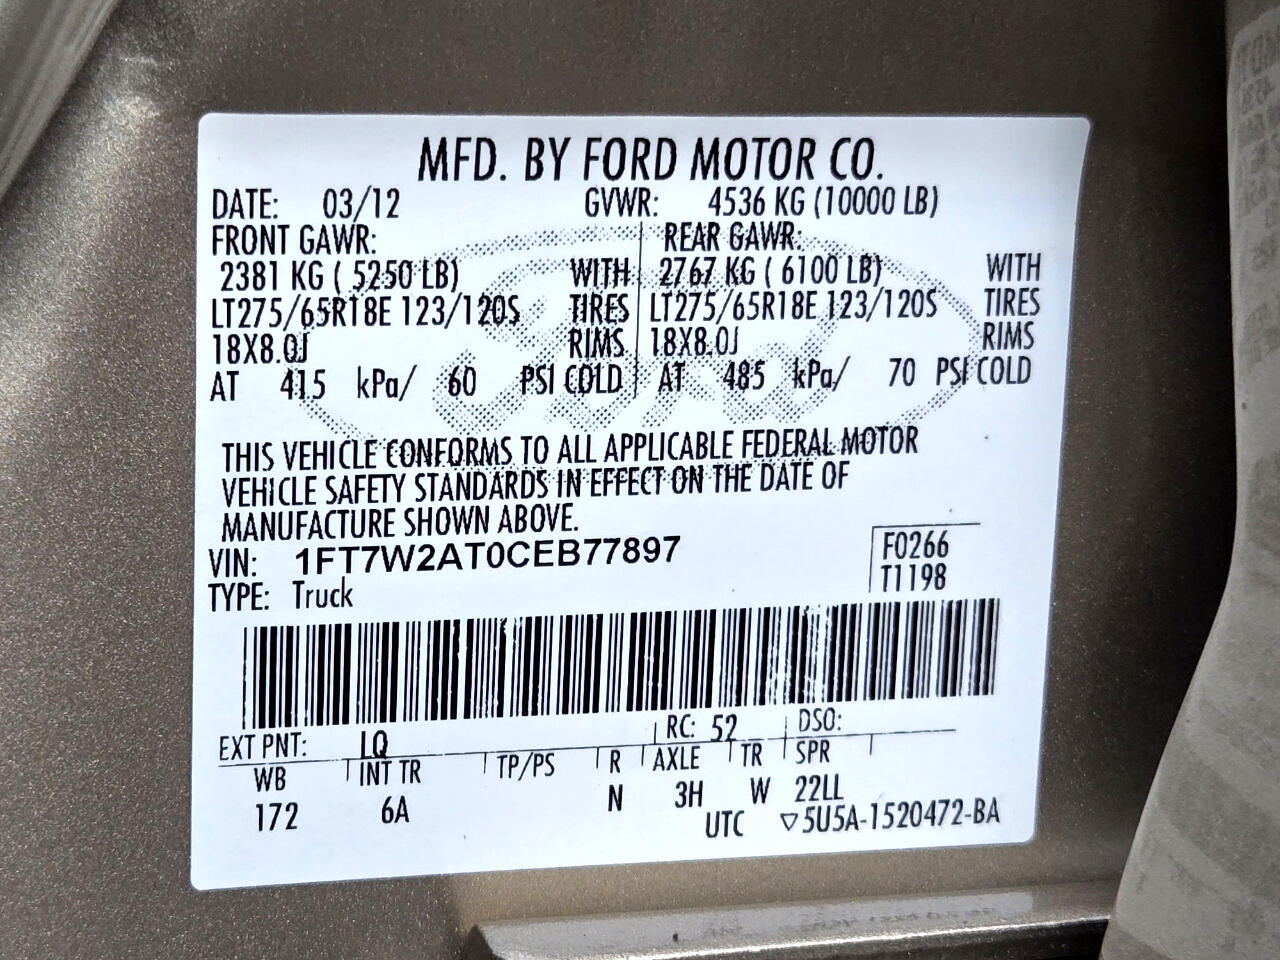 MFD. BY FORD MOTOR CO.
DATE: 03/12 GVWR: 4536 KG (10000 LB)
FRONT GAWR: REAR GAWR:
2381 KG ( 5250 LB) WITH 2767 KG ( 6100 LB) WITH
LT275/65R18E 123/120S TIRES LT275/65R18E 123/120S TIRES
18X8.0J RIMS 18X8.0J RIMS
AT 415 kPa/ 60 PSI COLD AT 485 kPa/ 70 PSI COLD
THIS VEHICLE CONFORMS TO ALL APPLICABLE FEDERAL MOTOR
VEHICLE SAFETY STANDARDS IN EFFECT ON THE DATE OF
MANUFACTURE SHOWN ABOVE.
VIN: 1FT7W2AT0CEB77897 F0266
TYPE: Truck T1198
EXT PNT: LQ RC: 52 DSO:
WB INT TR TP/PS R AXLE TR SPR
172 6A N 3H W 22LL
UTC ▽5U5A-1520472-BA